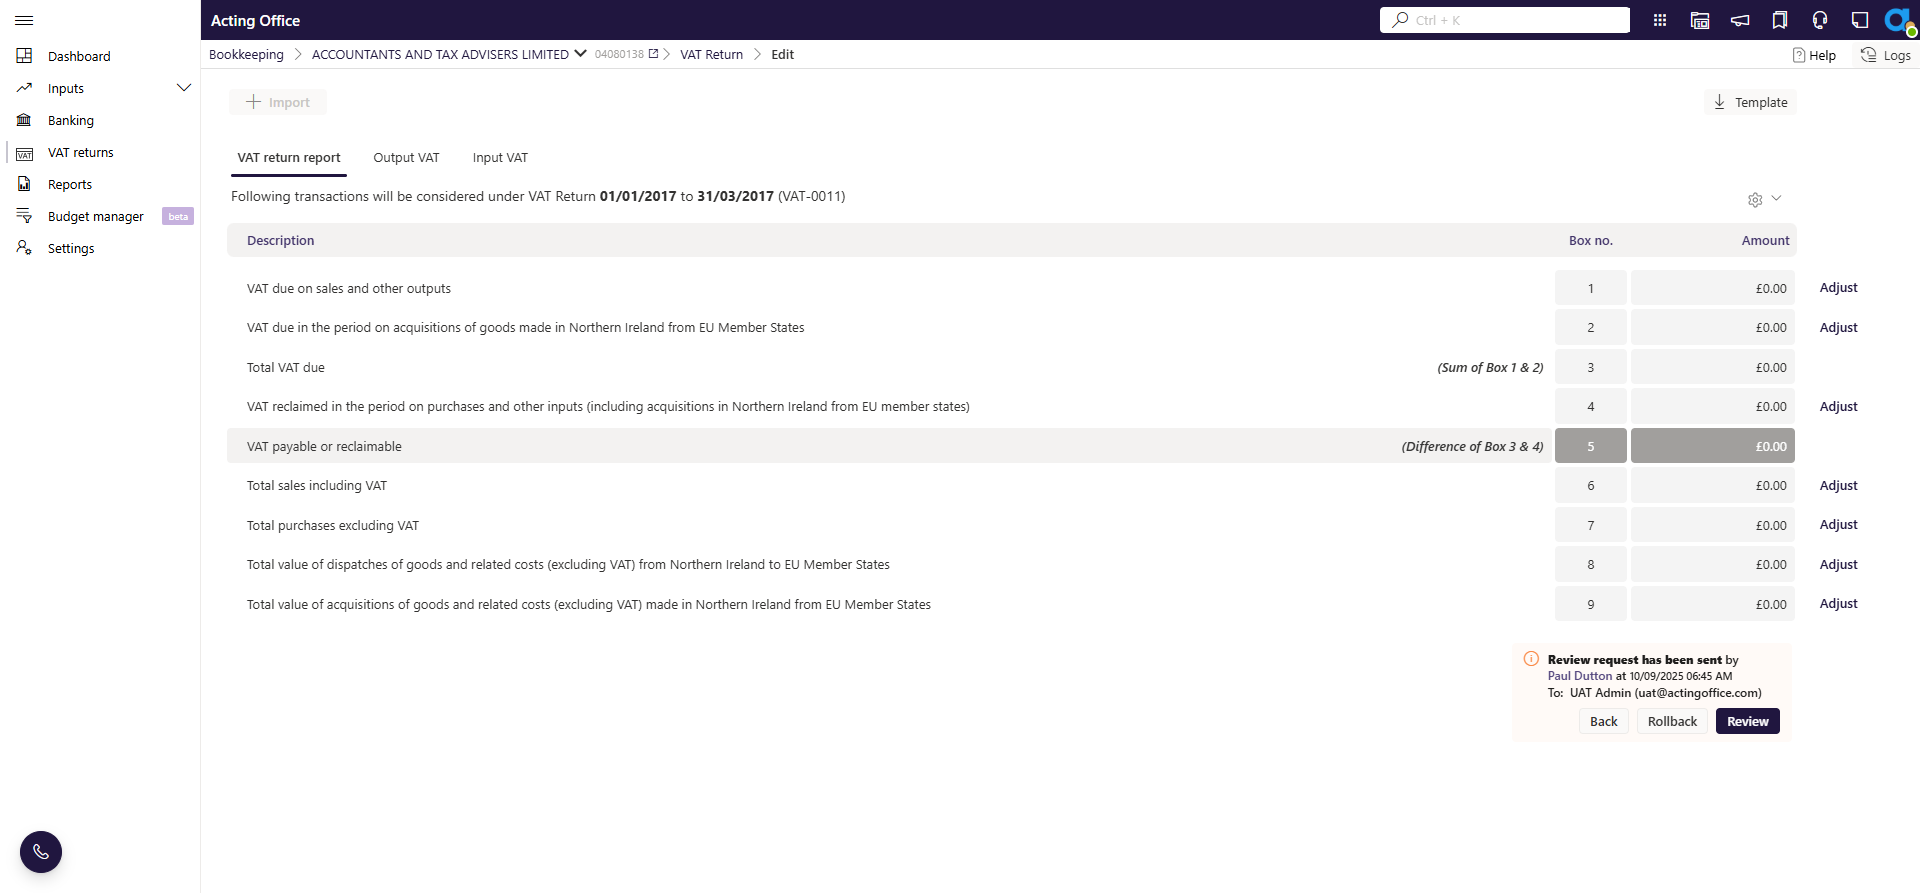 Acting Office
Ctrl + K
Dashboard
Inputs
Banking
VAT returns
Reports
Budget manager beta
Settings
Bookkeeping ACCOUNTANTS AND TAX ADVISERS LIMITED 04080138 VAT Return Edit
Help Logs
Import
Template
VAT return report Output VAT Input VAT
Following transactions will be considered under VAT Return 01/01/2017 to 31/03/2017 (VAT-0011)
Description Box no. Amount
VAT due on sales and other outputs 1 £0.00 Adjust
VAT due in the period on acquisitions of goods made in Northern Ireland from EU Member States 2 £0.00 Adjust
Total VAT due (Sum of Box 1 & 2) 3 £0.00
VAT reclaimed in the period on purchases and other inputs (including acquisitions in Northern Ireland from EU member states) 4 £0.00 Adjust
VAT payable or reclaimable (Difference of Box 3 & 4) 5 £0.00
Total sales including VAT 6 £0.00 Adjust
Total purchases excluding VAT 7 £0.00 Adjust
Total value of dispatches of goods and related costs (excluding VAT) from Northern Ireland to EU Member States 8 £0.00 Adjust
Total value of acquisitions of goods and related costs (excluding VAT) made in Northern Ireland from EU Member States 9 £0.00 Adjust
Review request has been sent by
Paul Dutton at 10/09/2025 06:45 AM
To: UAT Admin (uat@actingoffice.com)
Back Rollback Review